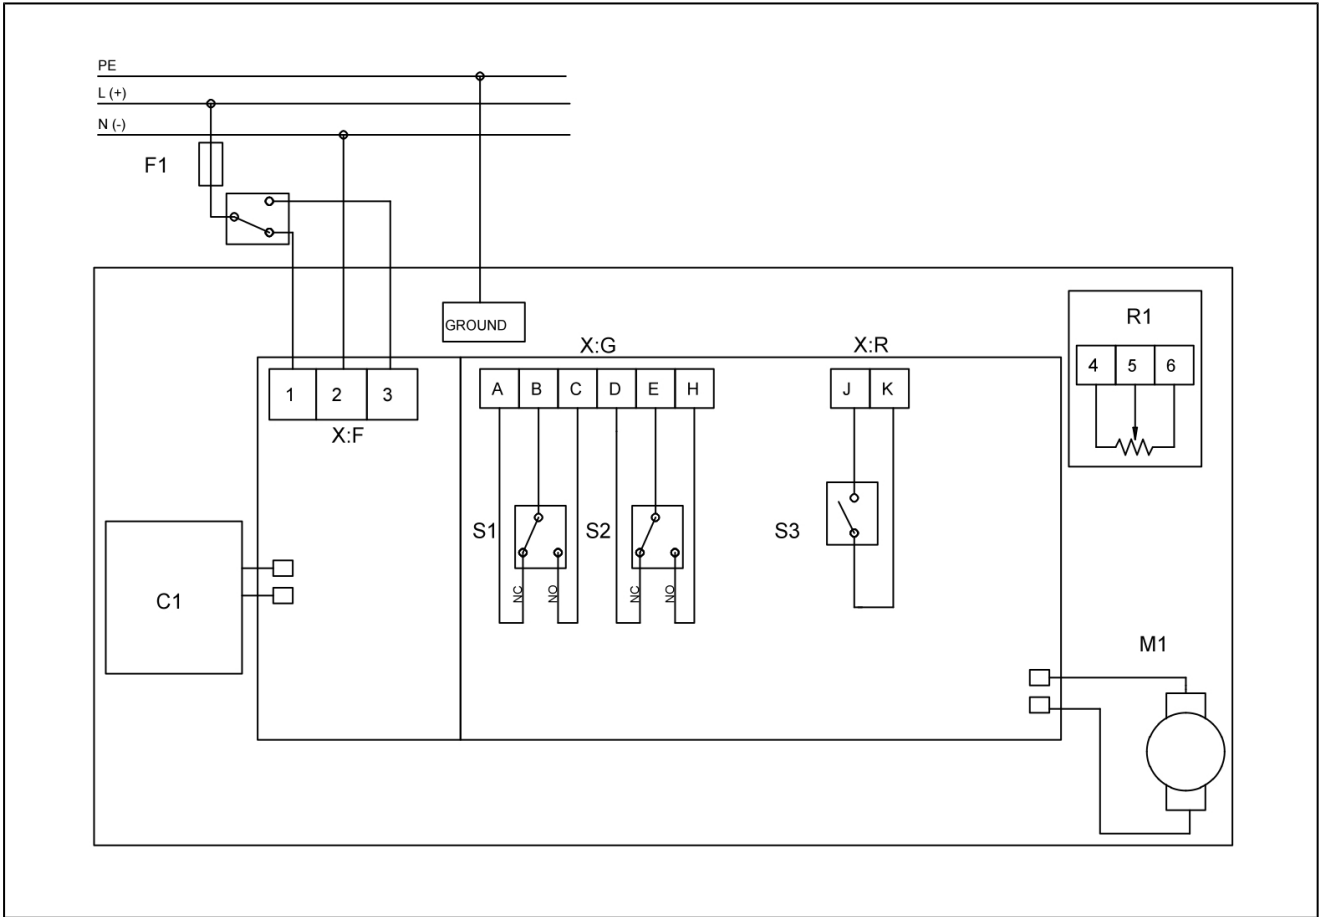 PE
L (+)
N (-)
F1
GROUND
R1
X:G
X:R
4 5 6
A B C D E H
J K
1 2 3
X:F
S1
S2
S3
NC
NO
NC
NO
C1
M1